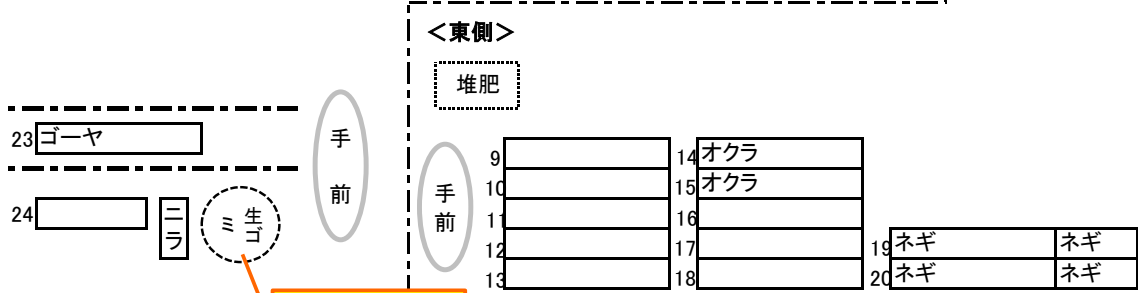 ＜東側＞
堆肥
23 ゴーヤ
手前
24
ニラ
生ゴミ
手前
9
14 オクラ
10
15 オクラ
11
16
12
17
19 ネギ ネギ
13
18
20 ネギ ネギ